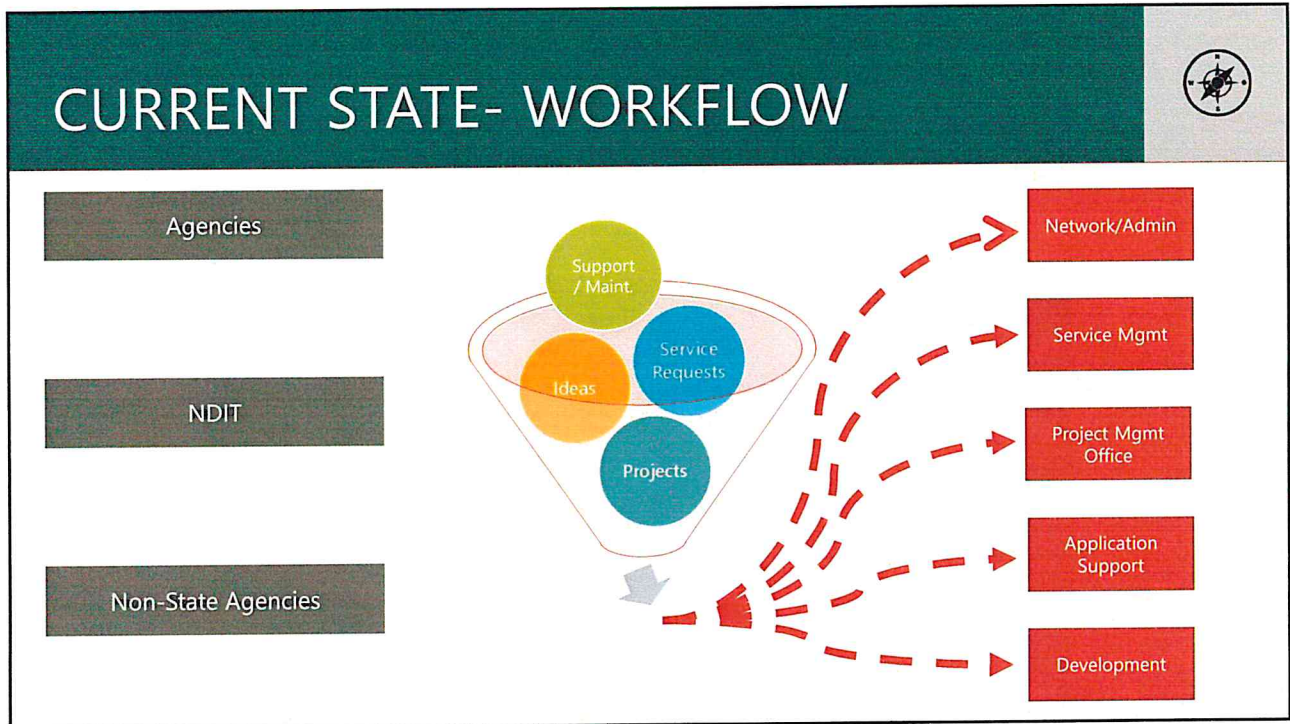 CURRENT STATE- WORKFLOW
Agencies
NDIT
Non-State Agencies
Support
/ Maint.
Service
Requests
Ideas
Projects
Network/Admin
Service Mgmt
Project Mgmt
Office
Application
Support
Development